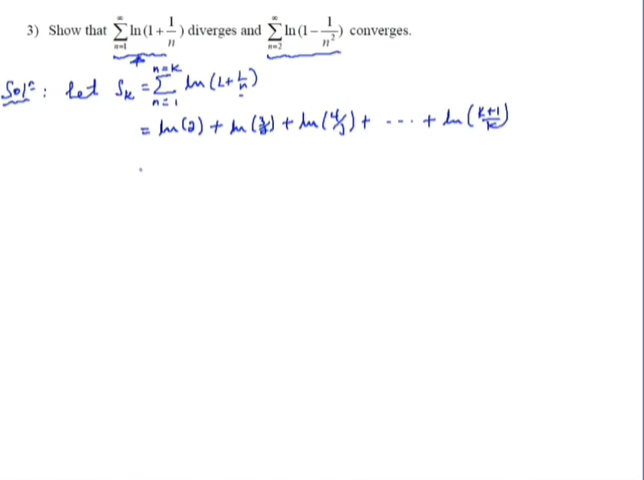 3) Show that ∑_{n=1}^{∞} ln(1 + 1/n) diverges and ∑_{n=2}^{∞} ln(1 − 1/n²) converges.
Solⁿ: Let S_k = ∑_{n=1}^{n=k} ln(1 + 1/n)
= ln(2) + ln(3/2) + ln(4/3) + ---- + ln((k+1)/k)